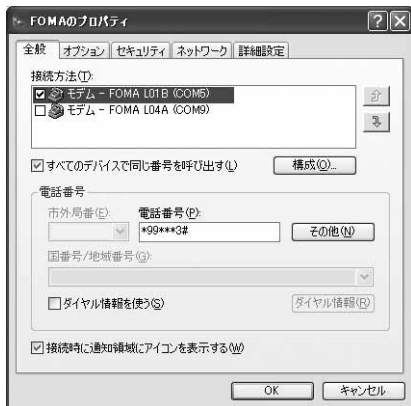 FOMAのプロパティ
全般 オプション セキュリティ ネットワーク 詳細設定
接続方法(T):
モデム - FOMA L01B (COM5)
モデム - FOMA L04A (COM9)
すべてのデバイスで同じ番号を呼び出す(L) 構成(O)...
電話番号
市外局番(E): 電話番号(P):
*99***3# その他(N)
国番号/地域番号(G):
ダイヤル情報を使う(S) ダイヤル情報(R)
接続時に通知領域にアイコンを表示する(W)
OK キャンセル